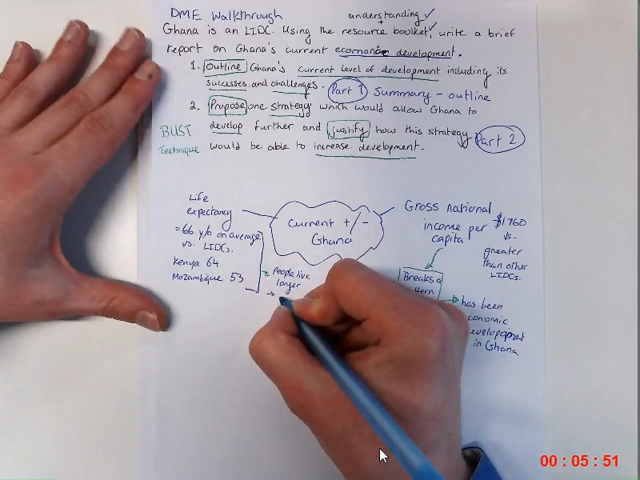 DME Walkthrough
understanding ✓
+
Ghana is an LIDC. Using the resource booklet, write a brief
report on Ghana's current economic development.
1. Outline Ghana's current level of development including its
successes and challenges. Part 1 Summary - outline
2. Propose one strategy which would allow Ghana to
develop further and justify how this strategy Part 2
would be able to increase development.
BUST
Technique
Life
expectancy
= 66 y/o on average
vs. LIDCs.
Kenya 64
Mozambique 53
→ People live
longer
→
Current + / -
Ghana
Gross national
income per
capita
$1760
vs.
greater
than other
LIDCs.
Breaks
has been
economic
development
in Ghana
00 : 05 : 51